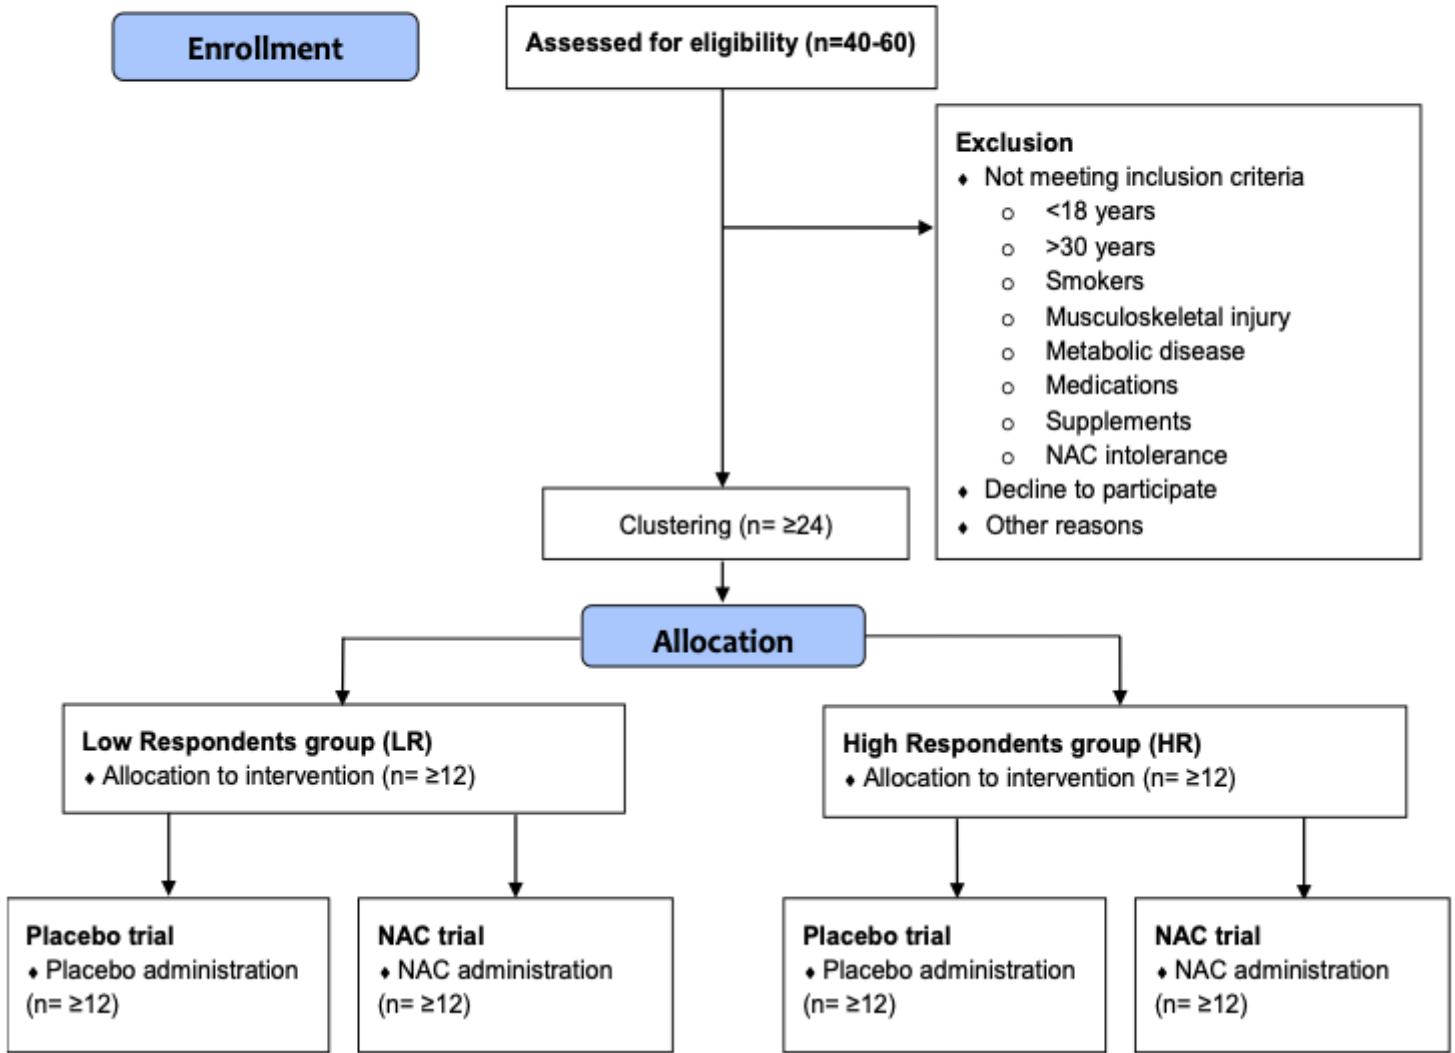 Enrollment
Assessed for eligibility (n=40-60)
Exclusion
♦ Not meeting inclusion criteria
o <18 years
o >30 years
o Smokers
o Musculoskeletal injury
o Metabolic disease
o Medications
o Supplements
o NAC intolerance
♦ Decline to participate
♦ Other reasons
Clustering (n= ≥24)
Allocation
Low Respondents group (LR)
♦ Allocation to intervention (n= ≥12)
High Respondents group (HR)
♦ Allocation to intervention (n= ≥12)
Placebo trial
♦ Placebo administration
(n= ≥12)
NAC trial
♦ NAC administration
(n= ≥12)
Placebo trial
♦ Placebo administration
(n= ≥12)
NAC trial
♦ NAC administration
(n= ≥12)